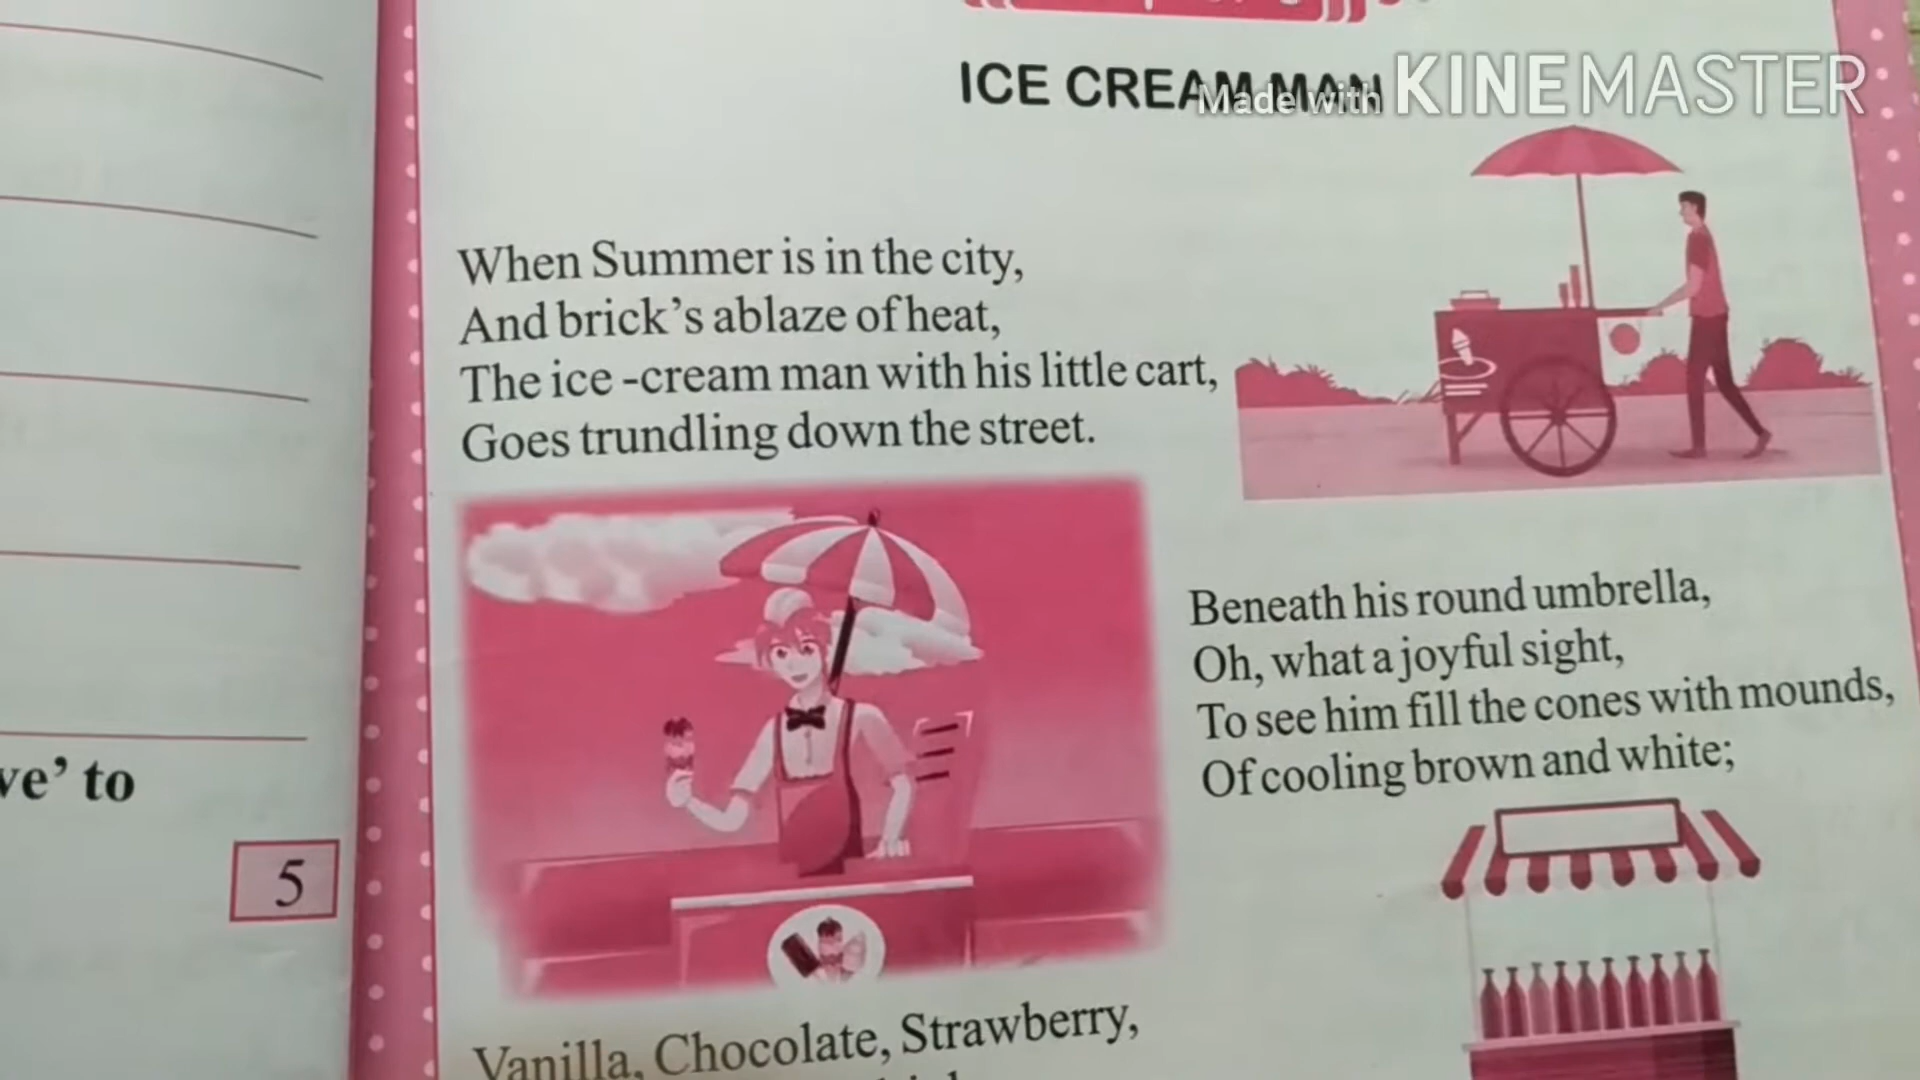 ICE CREAM MAN
Made with KINEMASTER
When Summer is in the city,
And brick's ablaze of heat,
The ice -cream man with his little cart,
Goes trundling down the street.
Beneath his round umbrella,
Oh, what a joyful sight,
To see him fill the cones with mounds,
Of cooling brown and white;
ve' to
5
Vanilla, Chocolate, Strawberry,